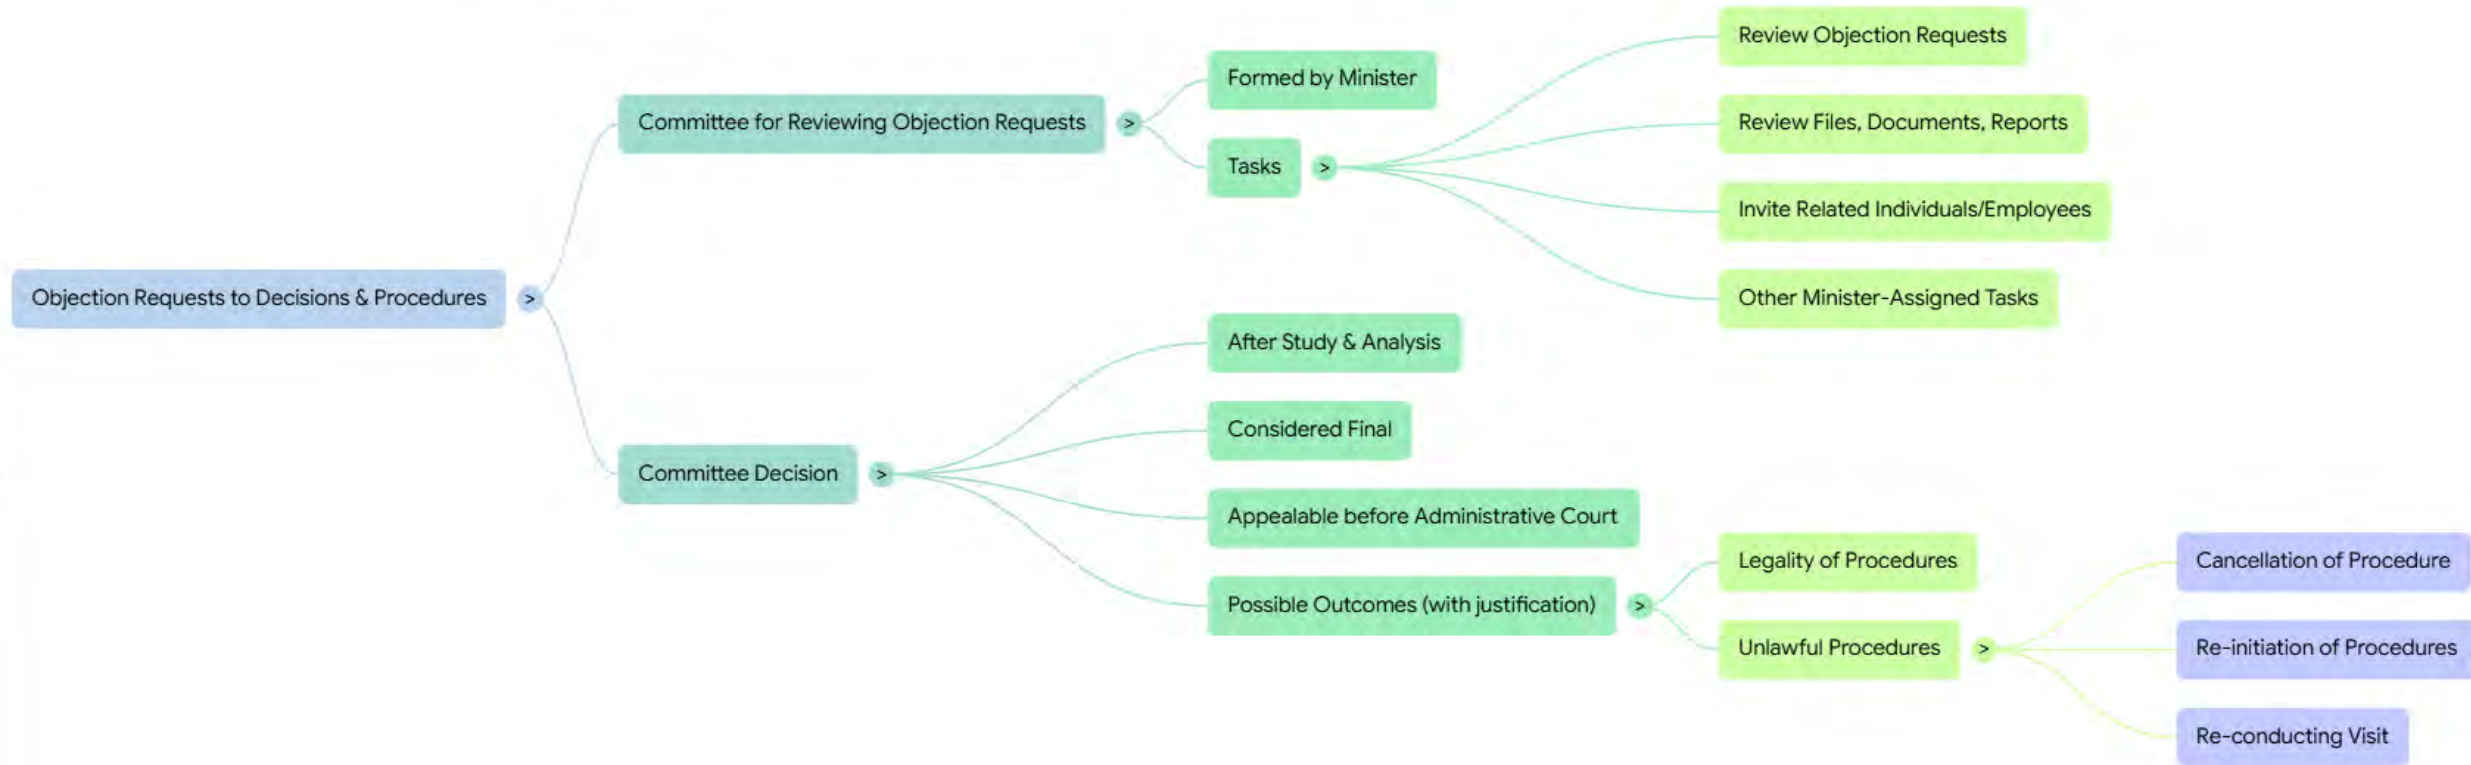 Objection Requests to Decisions & Procedures
>
Committee for Reviewing Objection Requests
>
Formed by Minister
Tasks
>
Review Objection Requests
Review Files, Documents, Reports
Invite Related Individuals/Employees
Other Minister-Assigned Tasks
Committee Decision
>
After Study & Analysis
Considered Final
Appealable before Administrative Court
Possible Outcomes (with justification)
>
Legality of Procedures
Unlawful Procedures
>
Cancellation of Procedure
Re-initiation of Procedures
Re-conducting Visit